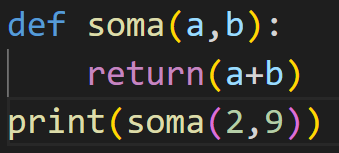 def soma(a,b):
    return(a+b)
print(soma(2,9))